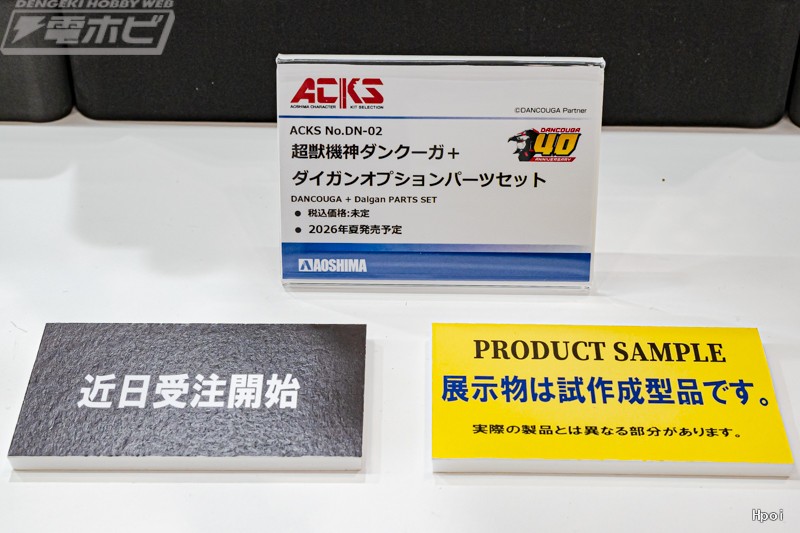 DENGEKI HOBBY WEB
電ホビ
ACKS
AOSHIMA CHARACTER KIT SELECTION
©DANCOUGA Partner
ACKS No.DN-02
超獣機神ダンクーガ＋
ダイガンオプションパーツセット
DANCOUGA
40
ANNIVERSARY
DANCOUGA + Daigan PARTS SET
● 税込価格:未定
● 2026年夏発売予定
AOSHIMA
近日受注開始
PRODUCT SAMPLE
展示物は試作成型品です。
実際の製品とは異なる部分があります。
Hpoi